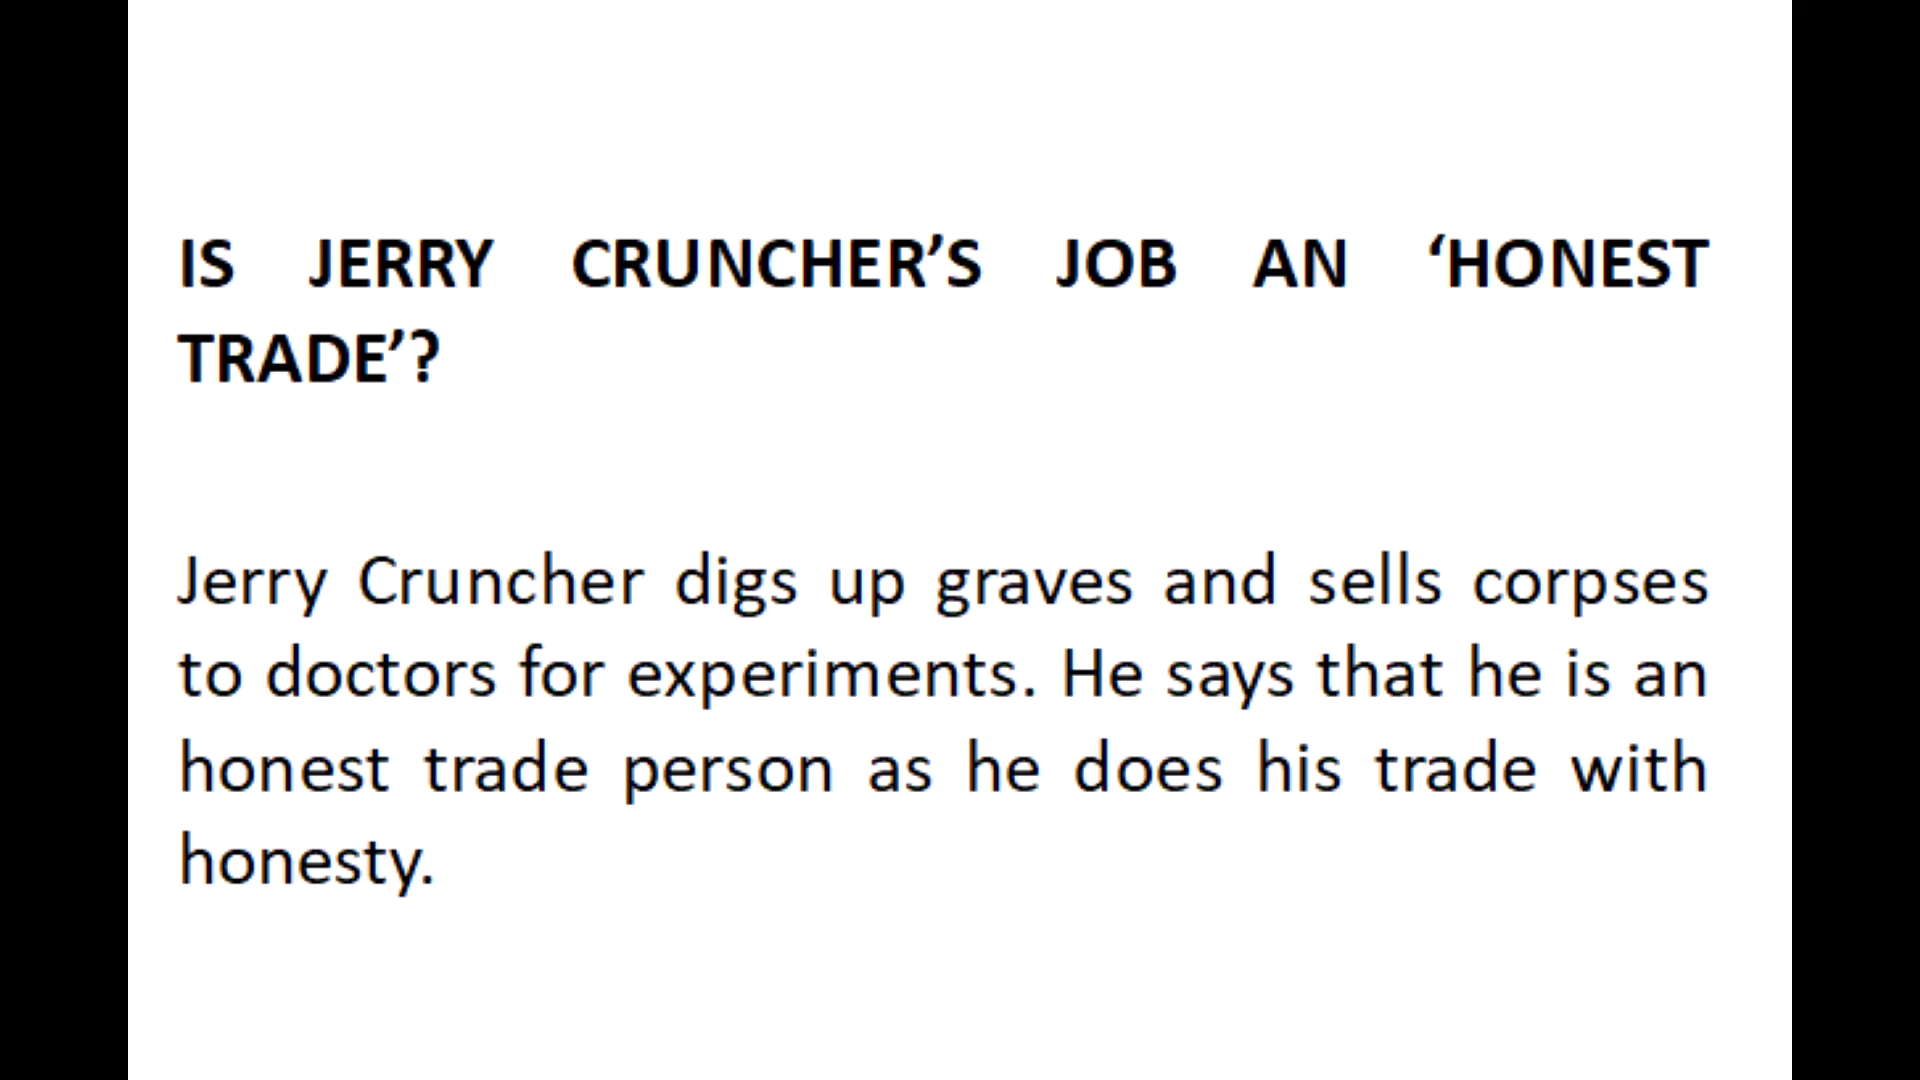 IS JERRY CRUNCHER’S JOB AN ‘HONEST
TRADE’?
Jerry Cruncher digs up graves and sells corpses
to doctors for experiments. He says that he is an
honest trade person as he does his trade with
honesty.